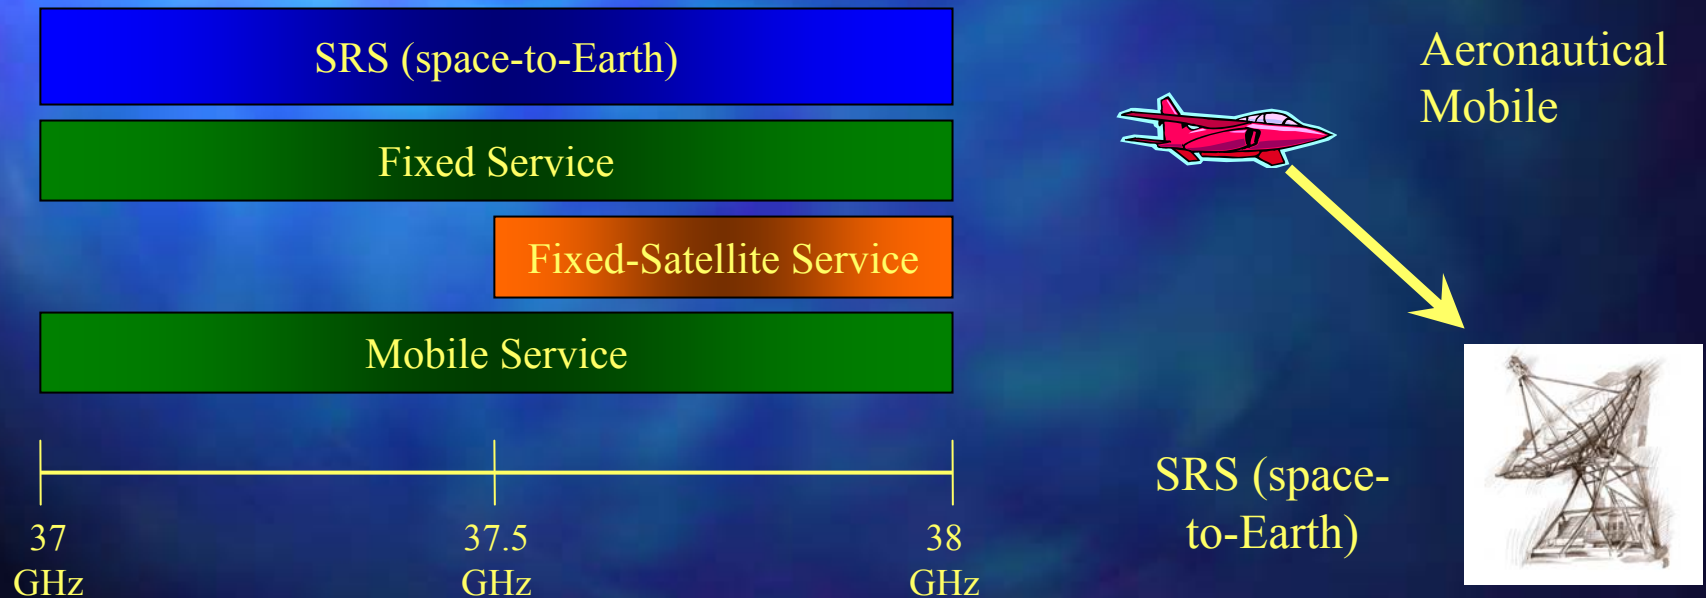 SRS (space-to-Earth)
Fixed Service
Fixed-Satellite Service
Mobile Service
37
GHz
37.5
GHz
38
GHz
Aeronautical
Mobile
SRS (space-
to-Earth)